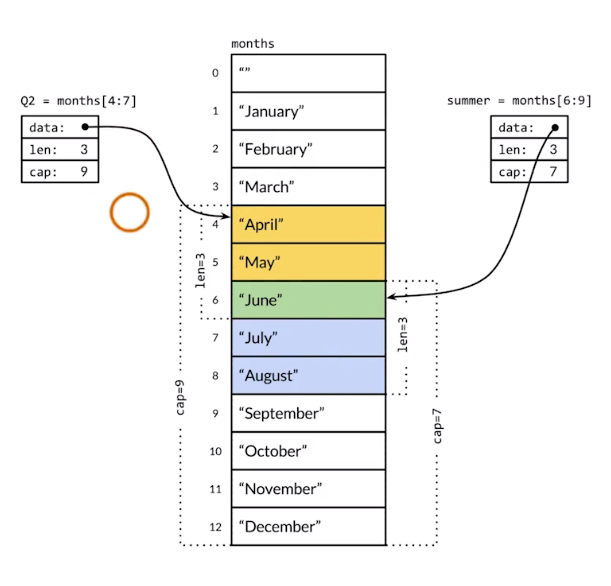 months
Q2 = months[4:7]
data:
len: 3
cap: 9
summer = months[6:9]
data:
len: 3
cap: 7
0 “”
1 “January”
2 “February”
3 “March”
4 “April”
5 “May”
6 “June”
7 “July”
8 “August”
9 “September”
10 “October”
11 “November”
12 “December”
len=3
cap=9
len=3
cap=7